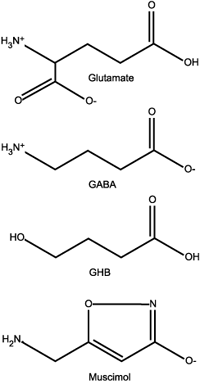 O
H₃N⁺
OH
O
O-
Glutamate
O
H₃N⁺
O-
GABA
O
HO
OH
GHB
O N
H₂N
O-
Muscimol